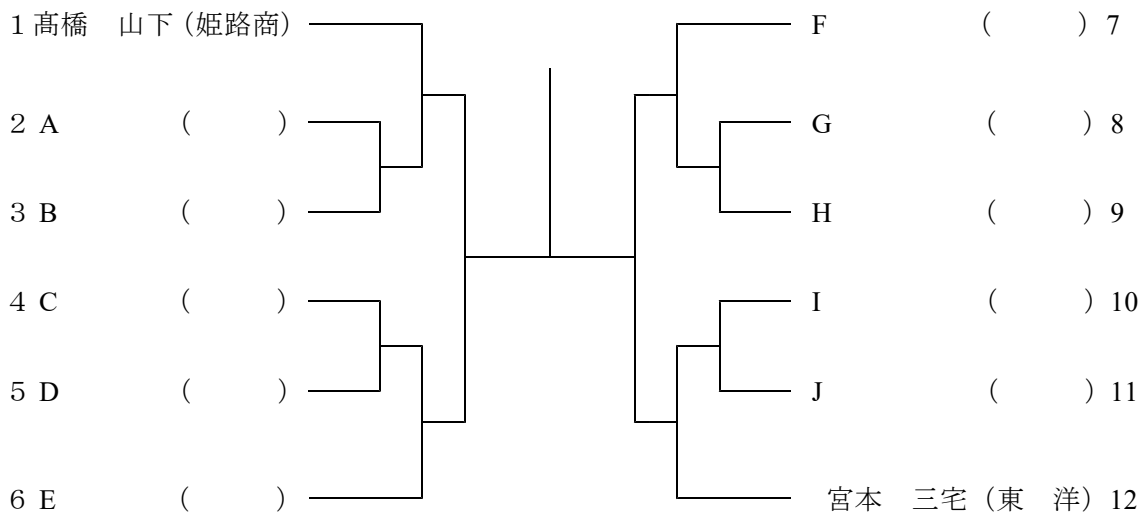 1 髙橋　山下（姫路商） F （　　　）7
2 A （　　　） G （　　　）8
3 B （　　　） H （　　　）9
4 C （　　　） I （　　　）10
5 D （　　　） J （　　　）11
6 E （　　　） 宮本　三宅（東　洋）12